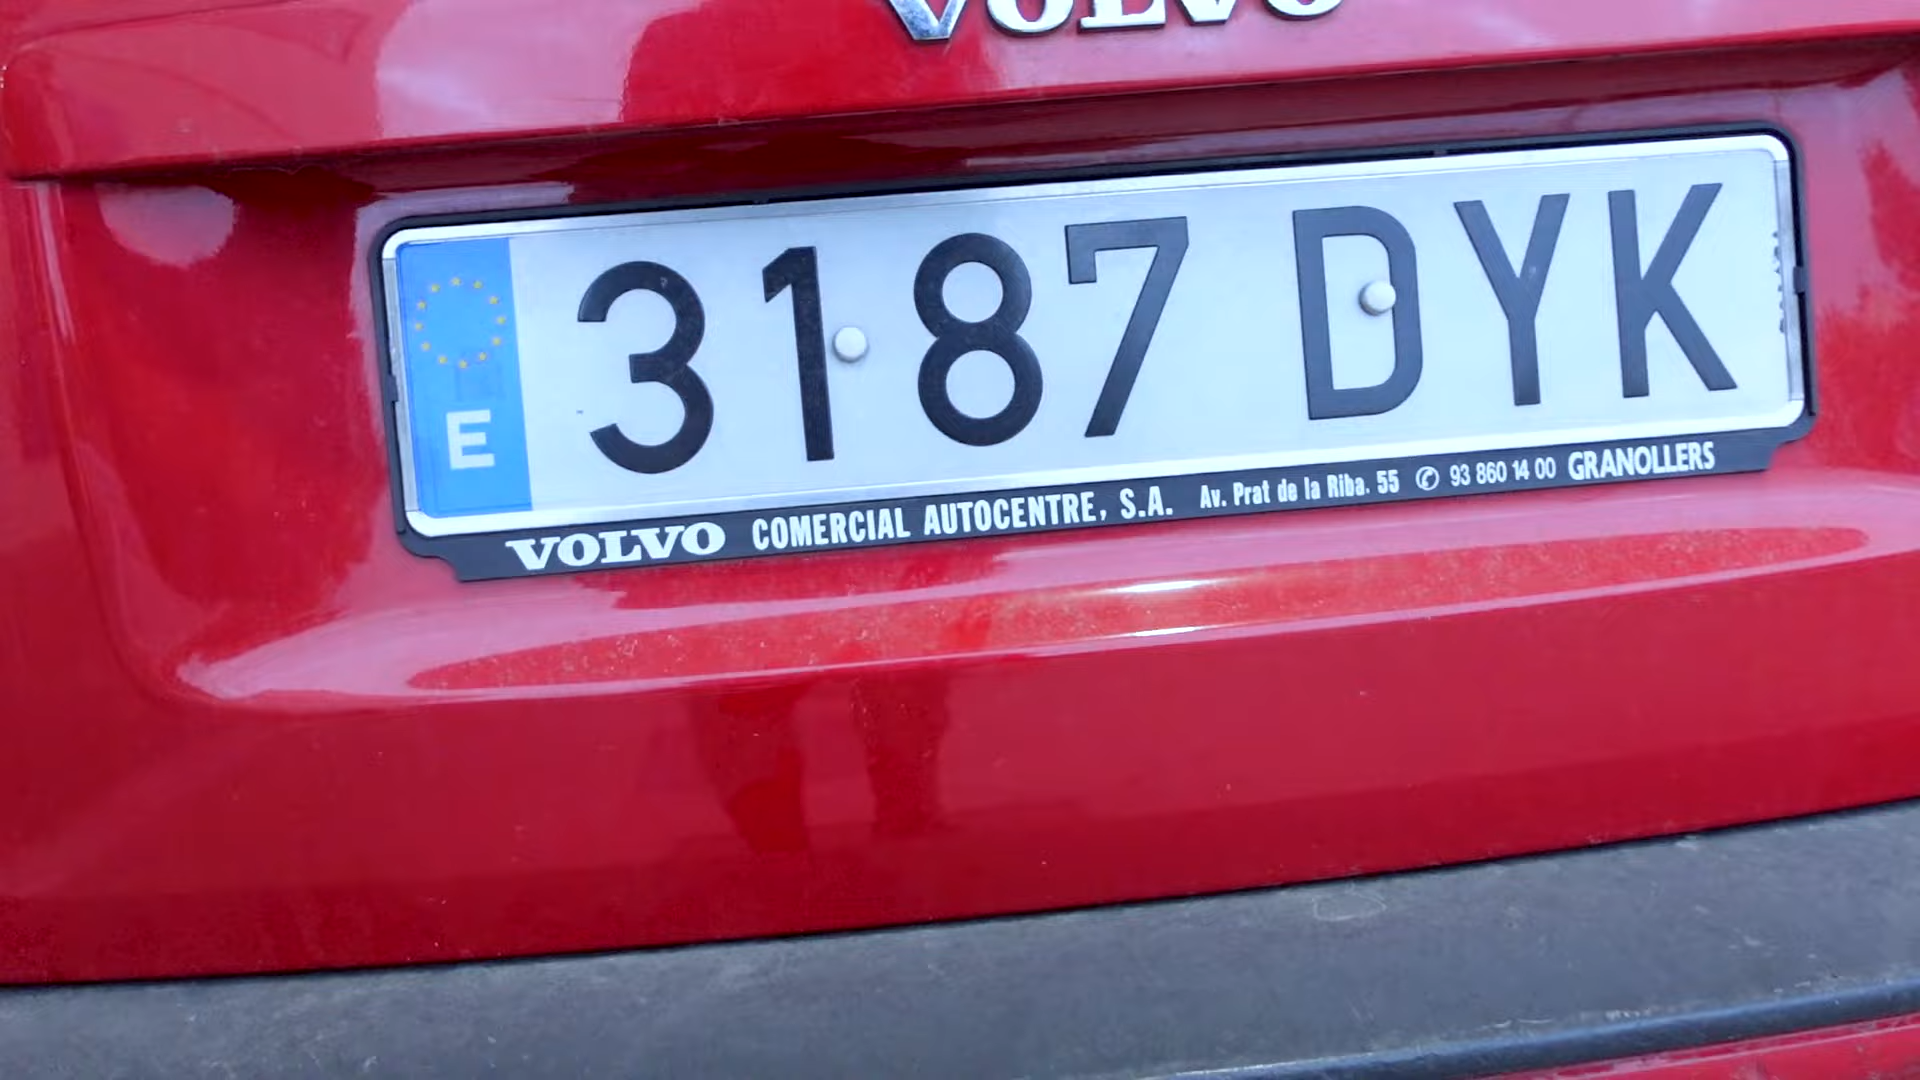 VOLVO
E 3187 DYK
VOLVO COMERCIAL AUTOCENTRE, S.A. Av. Prat de la Riba. 55 ✆ 93 860 14 00 GRANOLLERS